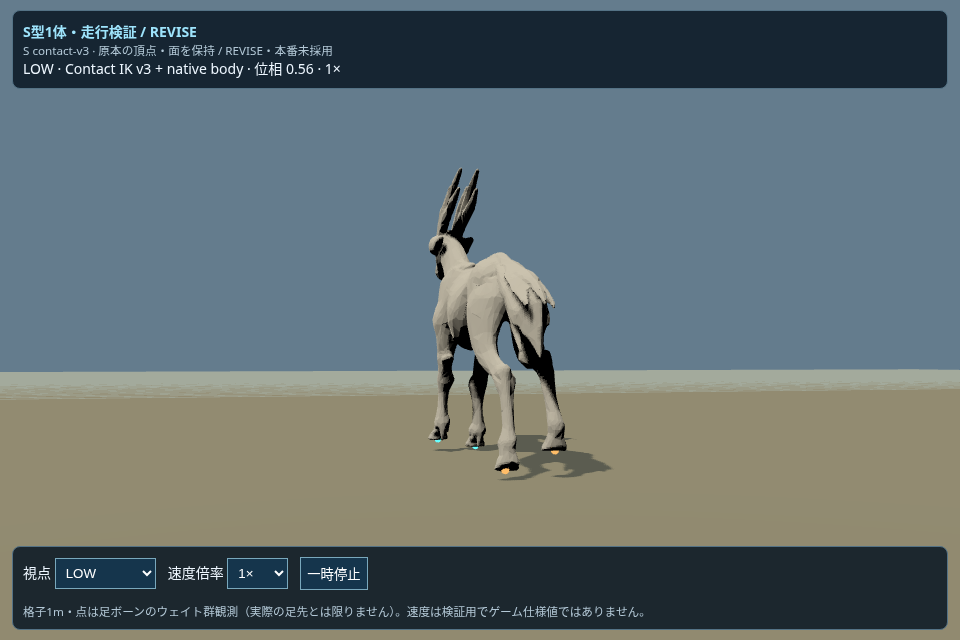 S型1体・走行検証 / REVISE
S contact-v3 · 原本の頂点・面を保持 / REVISE・本番未採用
LOW · Contact IK v3 + native body · 位相 0.56 · 1×
視点 LOW 速度倍率 1× 一時停止
格子1m・点は足ボーンのウェイト群観測（実際の足先とは限りません）。速度は検証用でゲーム仕様値ではありません。